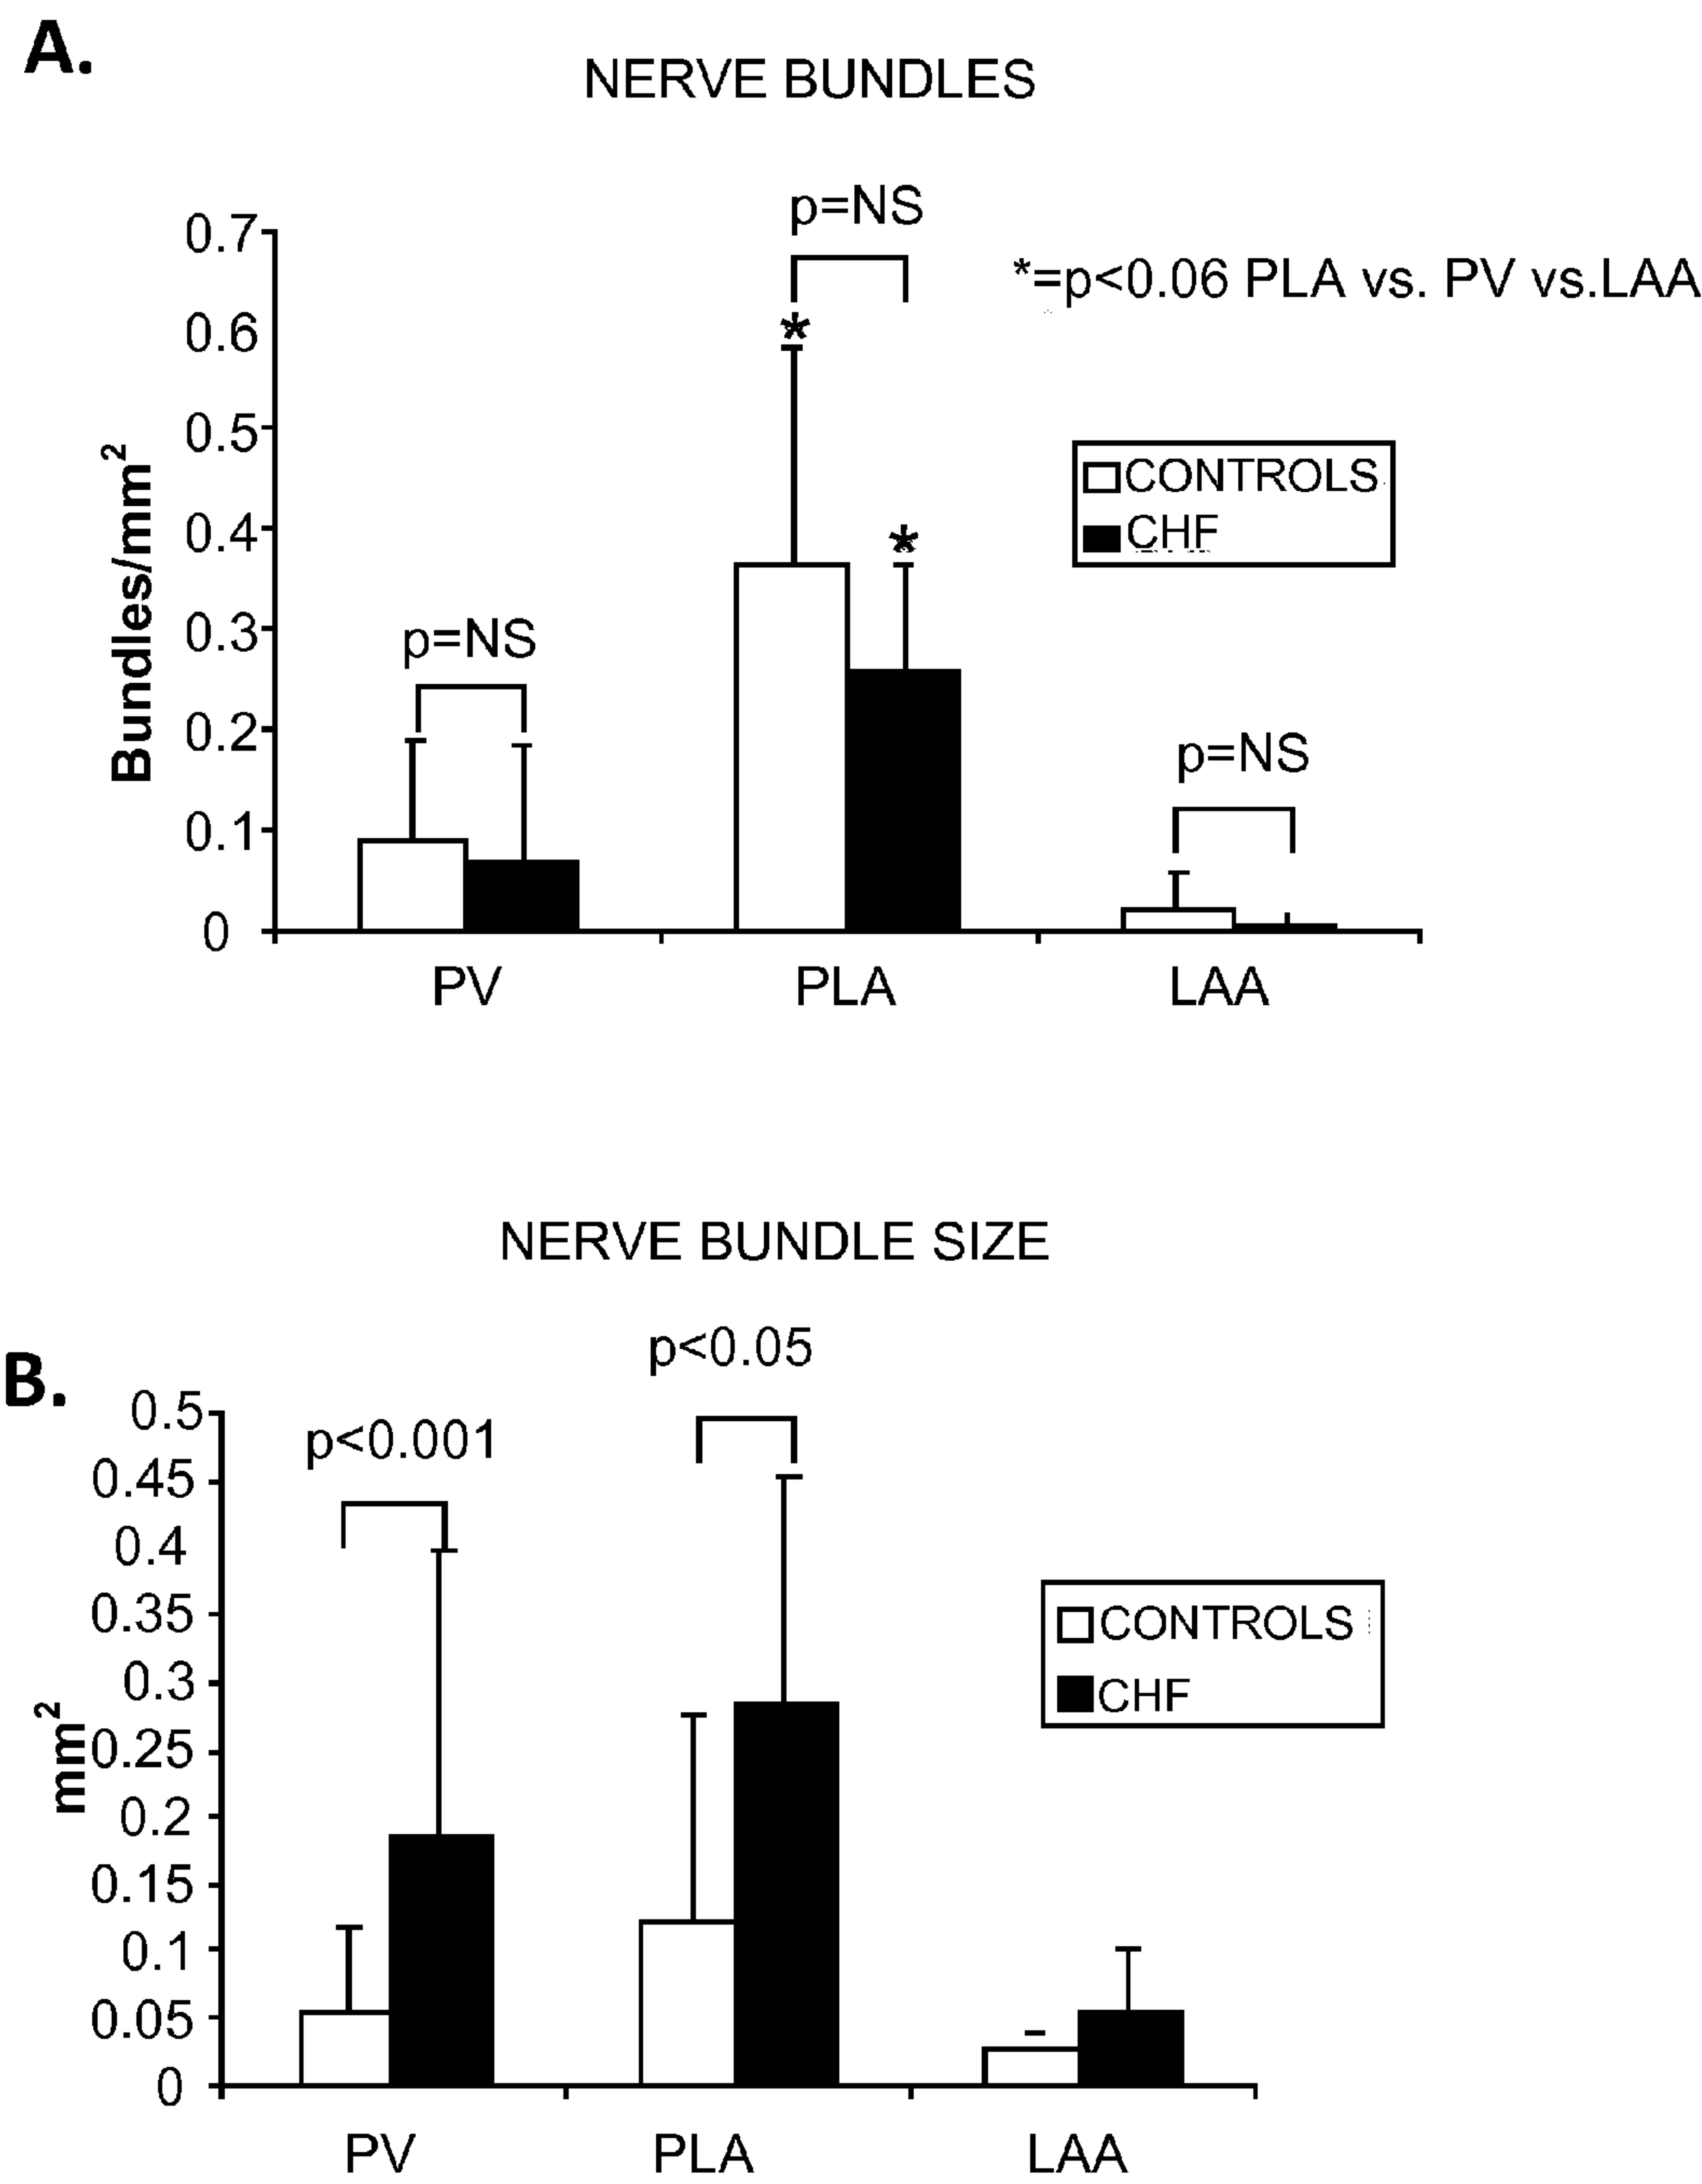 A.
NERVE BUNDLES
p=NS
*=p<0.06 PLA vs. PV vs.LAA
0.7
0.6
0.5
0.4
0.3
0.2
0.1
0
Bundles/mm²
*
*
CONTROLS
CHF
p=NS
p=NS
PV PLA LAA
NERVE BUNDLE SIZE
B.
p<0.05
p<0.001
0.5
0.45
0.4
0.35
0.3
0.25
0.2
0.15
0.1
0.05
0
mm²
CONTROLS
CHF
PV PLA LAA